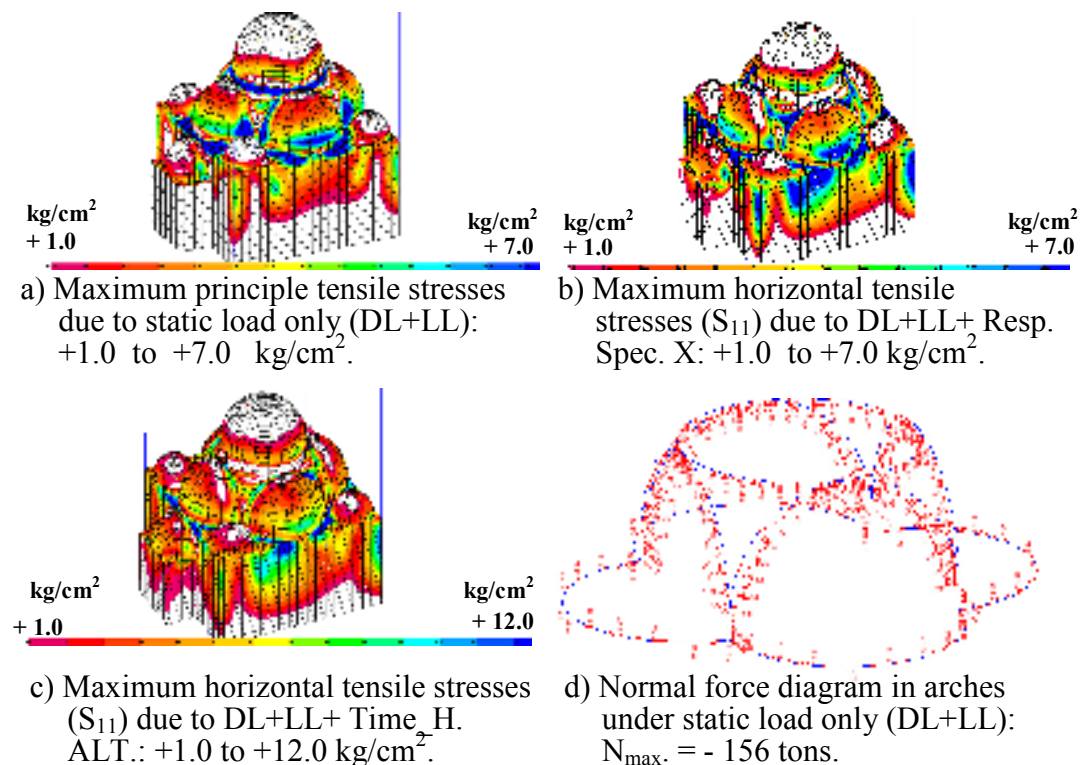 kg/cm2
+ 1.0
kg/cm2
+ 7.0
a) Maximum principle tensile stresses
due to static load only (DL+LL):
+1.0 to +7.0 kg/cm2.
kg/cm2
+ 1.0
kg/cm2
+ 7.0
b) Maximum horizontal tensile
stresses (S11) due to DL+LL+ Resp.
Spec. X: +1.0 to +7.0 kg/cm2.
kg/cm2
+ 1.0
kg/cm2
+ 12.0
c) Maximum horizontal tensile stresses
(S11) due to DL+LL+ Time_H.
ALT.: +1.0 to +12.0 kg/cm2.
d) Normal force diagram in arches
under static load only (DL+LL):
Nmax. = - 156 tons.